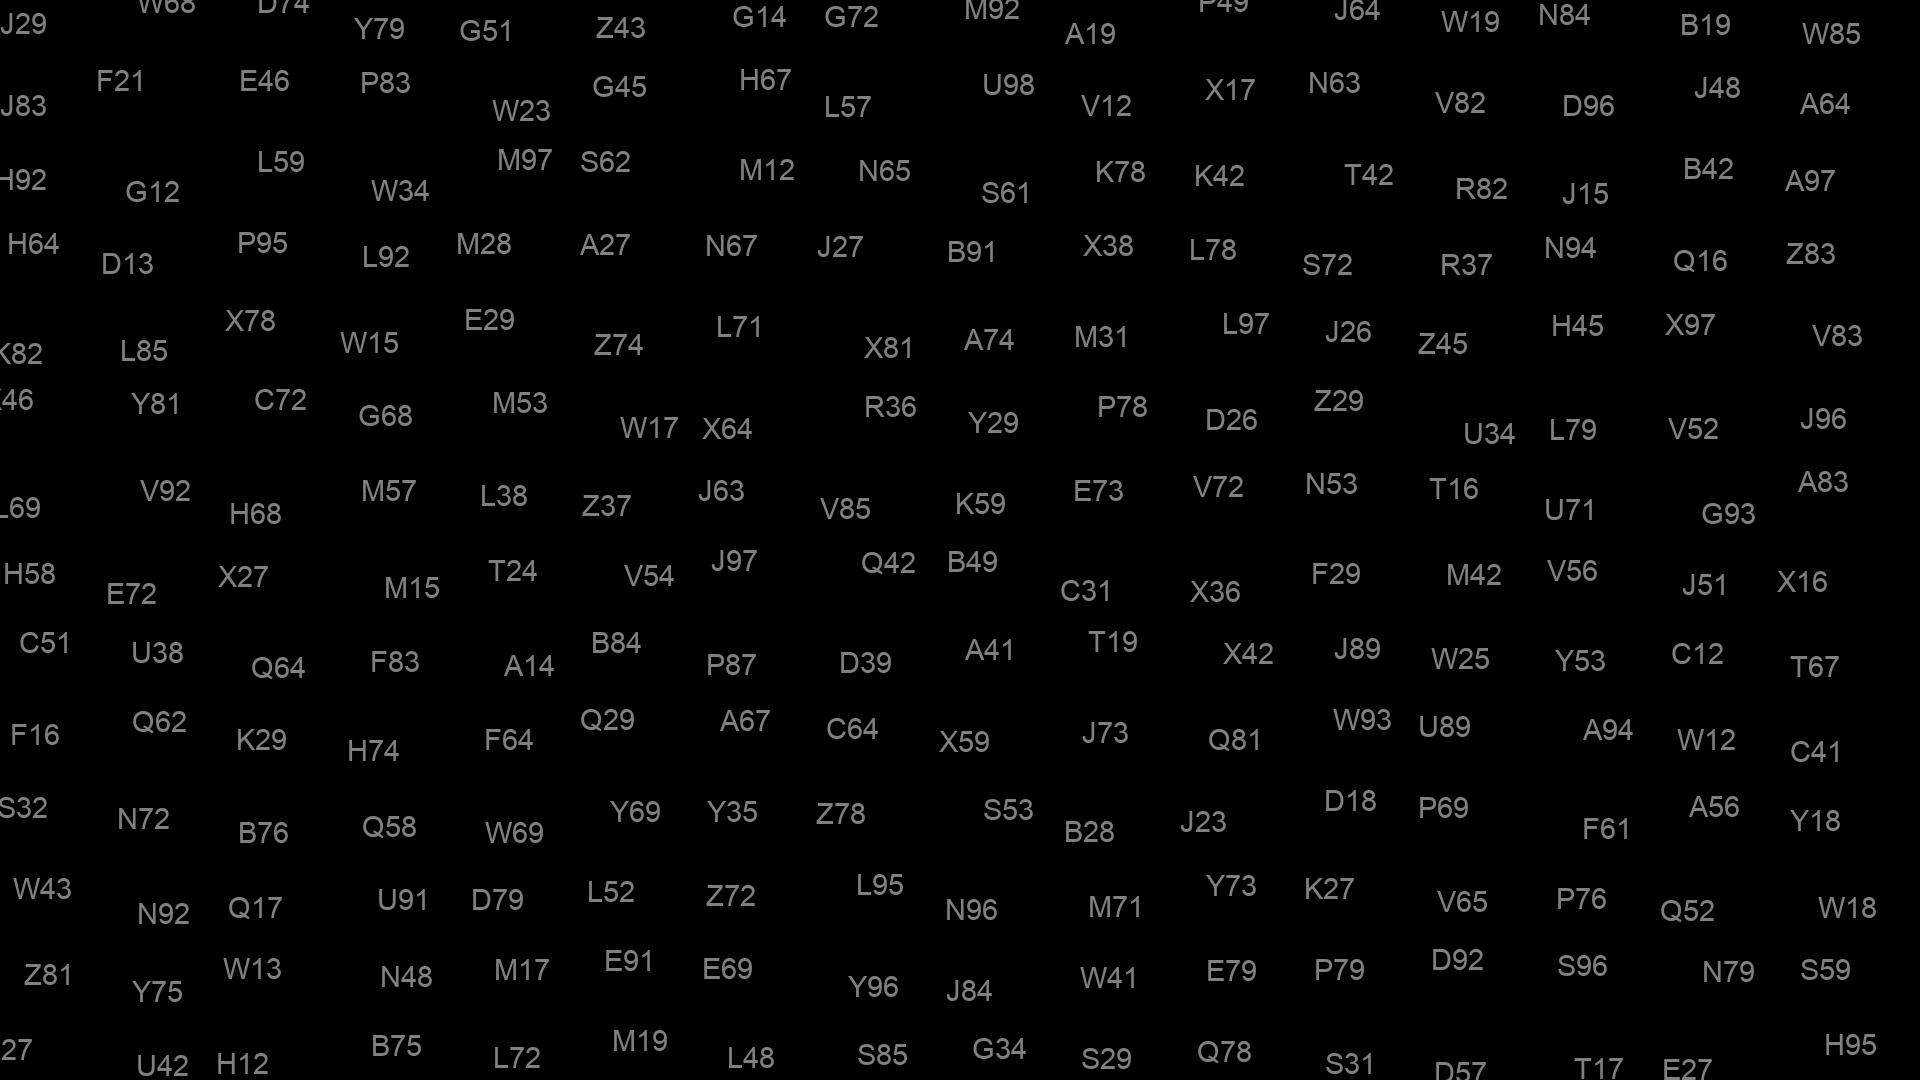 J29 W68 D74 Y79 G51 Z43 G14 G72 M92 A19 P49 J64 W19 N84 B19 W85
J83 F21 E46 P83 W23 G45 H67 L57 U98 V12 X17 N63 V82 D96 J48 A64
H92 G12 L59 W34 M97 S62 M12 N65 S61 K78 K42 T42 R82 J15 B42 A97
H64 D13 P95 L92 M28 A27 N67 J27 B91 X38 L78 S72 R37 N94 Q16 Z83
K82 L85 X78 W15 E29 Z74 L71 X81 A74 M31 L97 J26 Z45 H45 X97 V83
46 Y81 C72 G68 M53 W17 X64 R36 Y29 P78 D26 Z29 U34 L79 V52 J96
L69 V92 H68 M57 L38 Z37 J63 V85 K59 E73 V72 N53 T16 U71 G93 A83
H58 E72 X27 M15 T24 V54 J97 Q42 B49 C31 X36 F29 M42 V56 J51 X16
C51 U38 Q64 F83 A14 B84 P87 D39 A41 T19 X42 J89 W25 Y53 C12 T67
F16 Q62 K29 H74 F64 Q29 A67 C64 X59 J73 Q81 W93 U89 A94 W12 C41
S32 N72 B76 Q58 W69 Y69 Y35 Z78 S53 B28 J23 D18 P69 F61 A56 Y18
W43 N92 Q17 U91 D79 L52 Z72 L95 N96 M71 Y73 K27 V65 P76 Q52 W18
Z81 Y75 W13 N48 M17 E91 E69 Y96 J84 W41 E79 P79 D92 S96 N79 S59
27 U42 H12 B75 L72 M19 L48 S85 G34 S29 Q78 S31 D57 T17 E27 H95